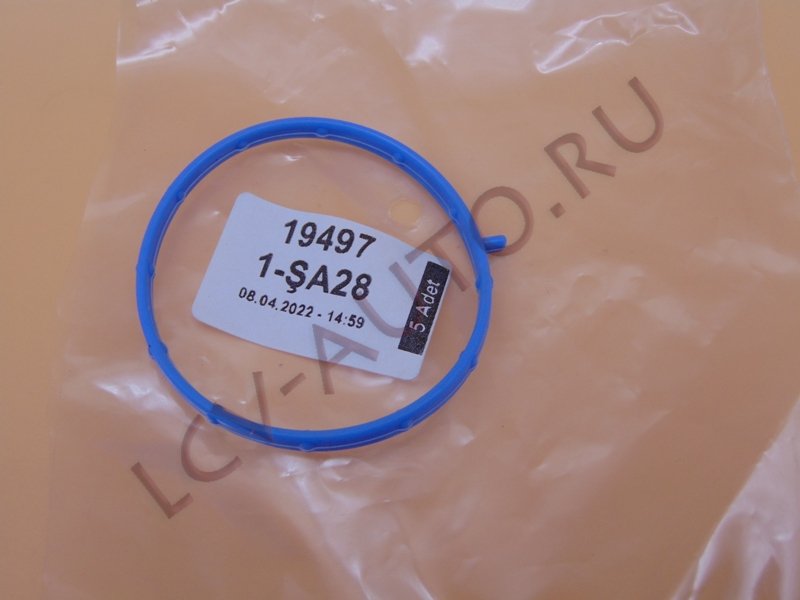 19497
1-ŞA28
08.04.2022 - 14:59
5 Adet
LCV-AUTO.RU